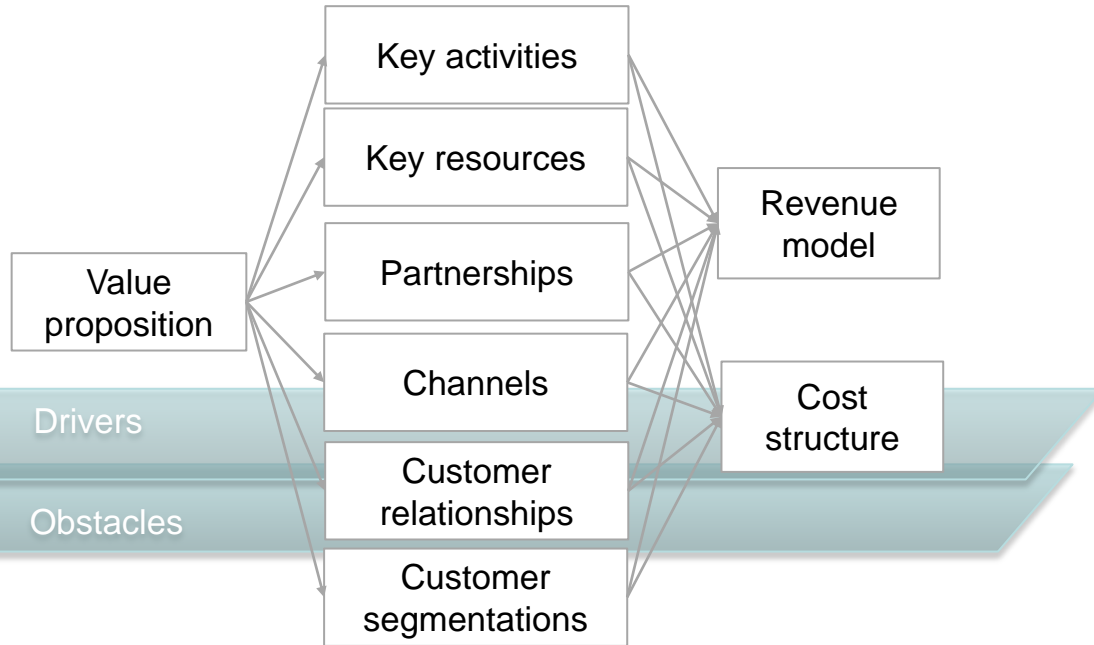 Key activities
Key resources
Revenue
model
Partnerships
Value
proposition
Channels
Cost
structure
Drivers
Customer
relationships
Obstacles
Customer
segmentations